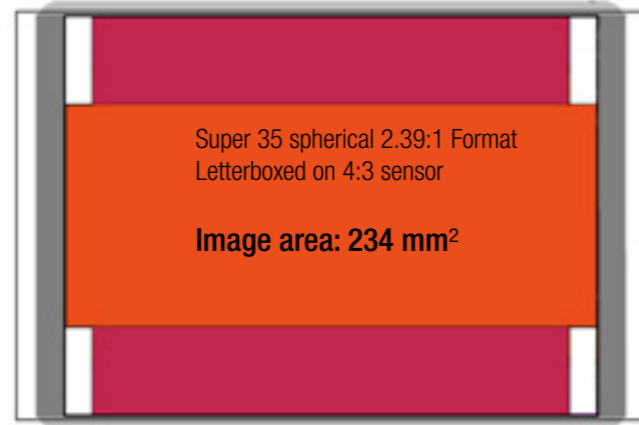 Super 35 spherical 2.39:1 Format
Letterboxed on 4:3 sensor
Image area: 234 mm²